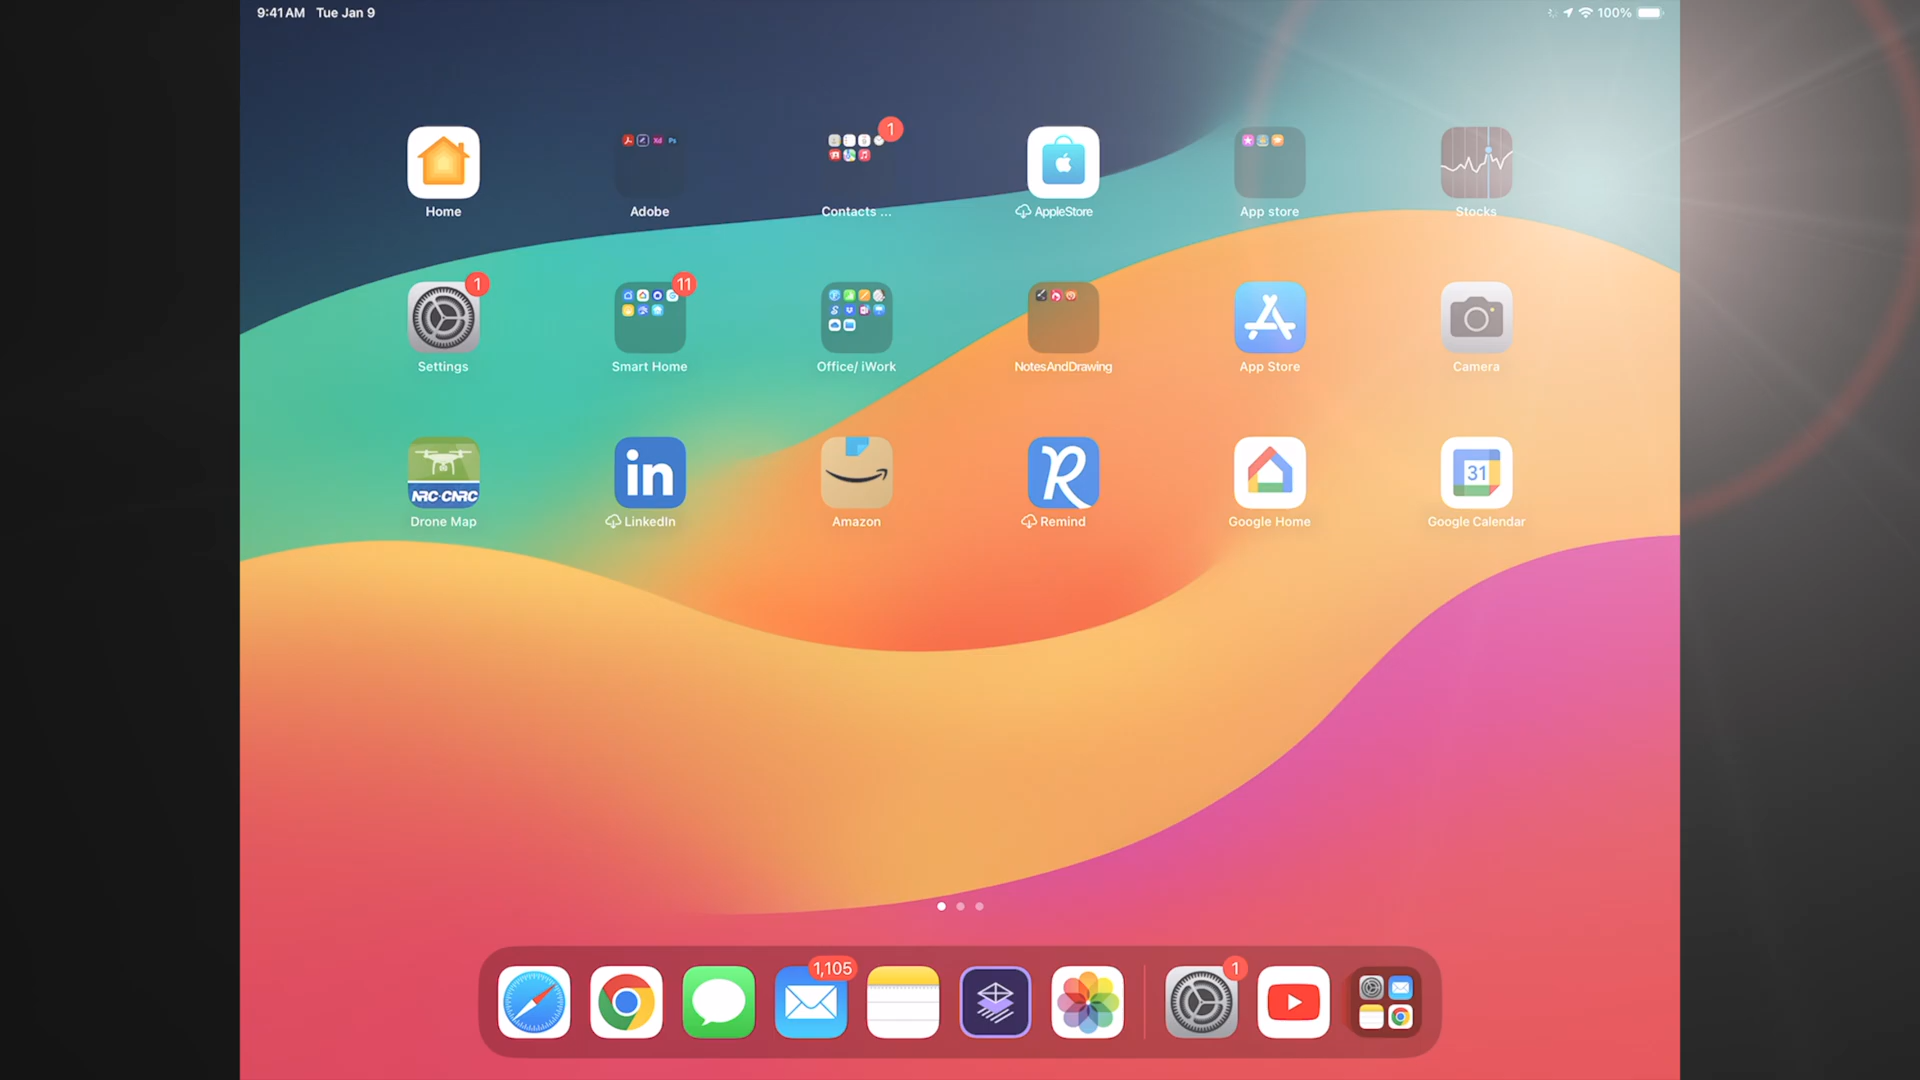 9:41 AM Tue Jan 9
100%
1
Home
Adobe
Contacts ...
AppleStore
App store
Stocks
1
11
Settings
Smart Home
Office/ iWork
NotesAndDrawing
App Store
Camera
NRC·CNRC
in
R
31
Drone Map
LinkedIn
Amazon
Remind
Google Home
Google Calendar
1,105
1